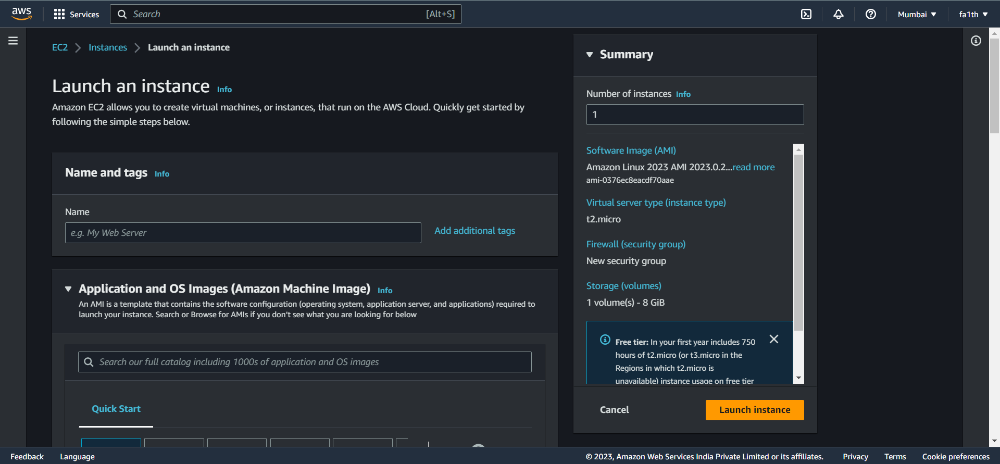 aws
Services
Search
[Alt+S]
Mumbai
fa1th
EC2
Instances
Launch an instance
Launch an instance Info
Amazon EC2 allows you to create virtual machines, or instances, that run on the AWS Cloud. Quickly get started by
following the simple steps below.
Name and tags Info
Name
e.g. My Web Server
Add additional tags
Application and OS Images (Amazon Machine Image) Info
An AMI is a template that contains the software configuration (operating system, application server, and applications) required to
launch your instance. Search or Browse for AMIs if you don't see what you are looking for below
Search our full catalog including 1000s of application and OS images
Quick Start
Summary
Number of instances Info
1
Software Image (AMI)
Amazon Linux 2023 AMI 2023.0.2...read more
ami-0376ec8eacdf70aae
Virtual server type (instance type)
t2.micro
Firewall (security group)
New security group
Storage (volumes)
1 volume(s) - 8 GiB
Free tier: In your first year includes 750
hours of t2.micro (or t3.micro in the
Regions in which t2.micro is
unavailable) instance usage on free tier
Cancel
Launch instance
Feedback
Language
© 2023, Amazon Web Services India Private Limited or its affiliates.
Privacy
Terms
Cookie preferences